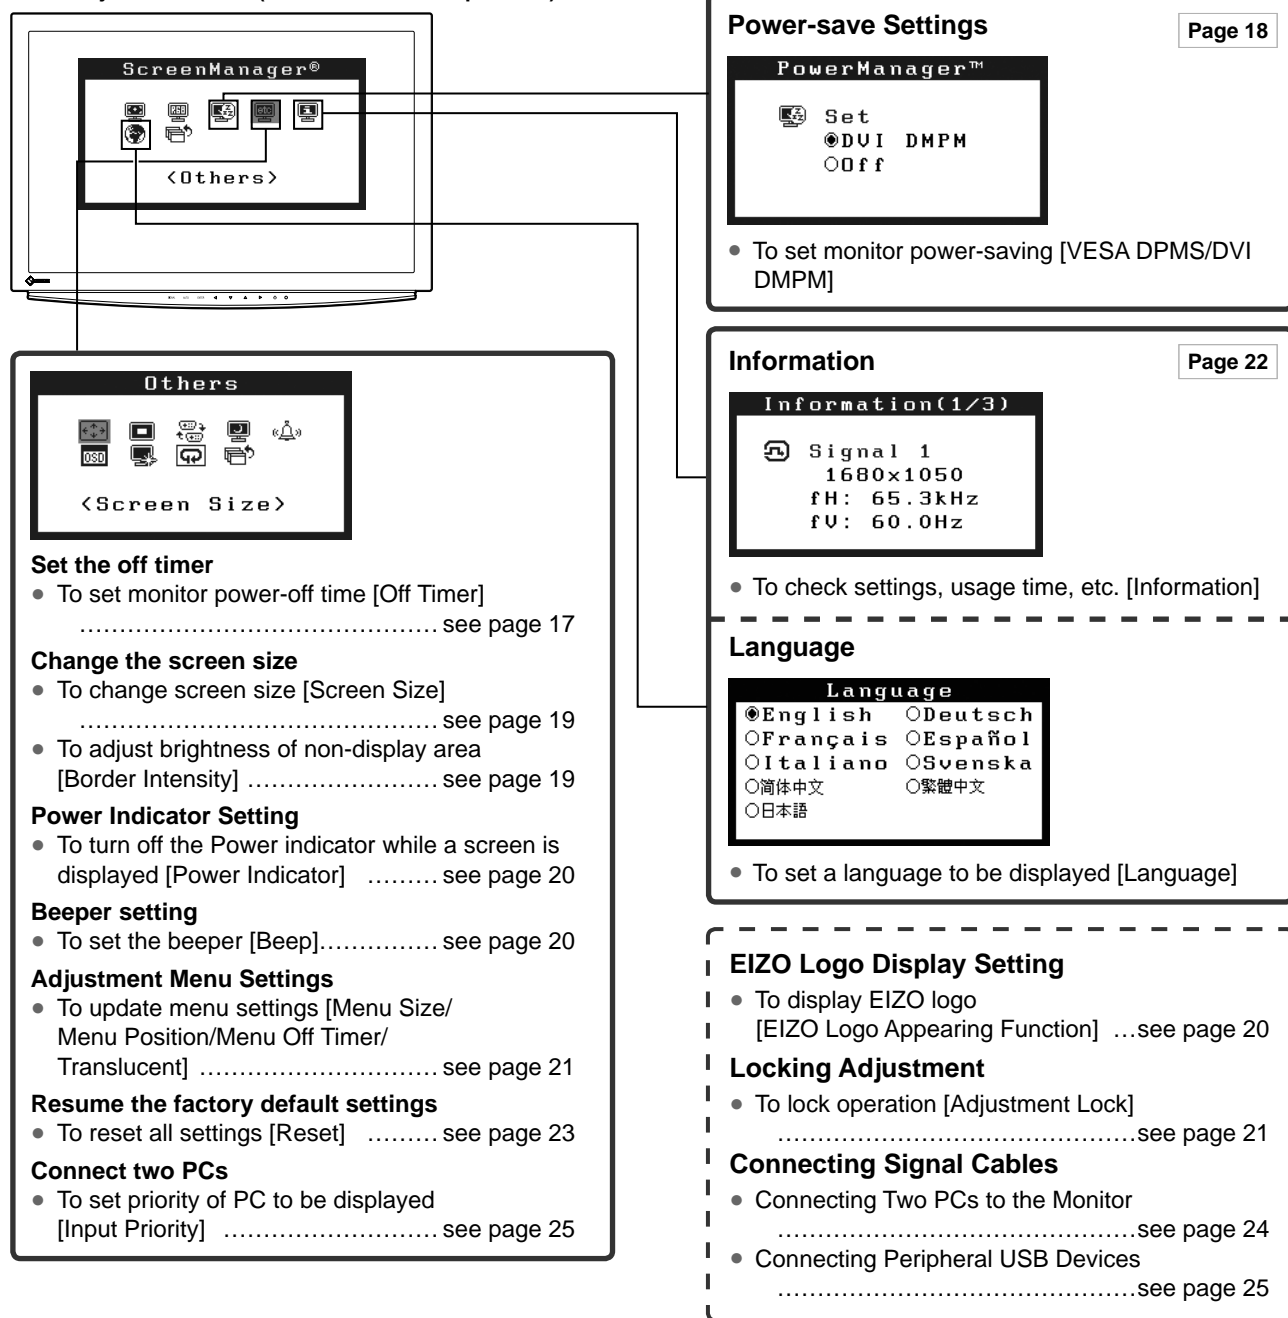 ScreenManager®
<Others>
Others
OSD
<Screen Size>
Set the off timer
● To set monitor power-off time [Off Timer]
............................................. see page 17
Change the screen size
● To change screen size [Screen Size]
............................................. see page 19
● To adjust brightness of non-display area
[Border Intensity] ........................ see page 19
Power Indicator Setting
● To turn off the Power indicator while a screen is
displayed [Power Indicator] ......... see page 20
Beeper setting
● To set the beeper [Beep]............... see page 20
Adjustment Menu Settings
● To update menu settings [Menu Size/
Menu Position/Menu Off Timer/
Translucent] .............................. see page 21
Resume the factory default settings
● To reset all settings [Reset] ......... see page 23
Connect two PCs
● To set priority of PC to be displayed
[Input Priority] ........................... see page 25
Power-save Settings
Page 18
PowerManager™
Set
◉DVI DMPM
○Off
● To set monitor power-saving [VESA DPMS/DVI
DMPM]
Information
Page 22
Information(1/3)
Signal 1
1680x1050
fH: 65.3kHz
fV: 60.0Hz
● To check settings, usage time, etc. [Information]
Language
Language
◉English ○Deutsch
○Français ○Español
○Italiano ○Svenska
○简体中文 ○繁體中文
○日本語
● To set a language to be displayed [Language]
EIZO Logo Display Setting
● To display EIZO logo
[EIZO Logo Appearing Function] ...see page 20
Locking Adjustment
● To lock operation [Adjustment Lock]
.............................................see page 21
Connecting Signal Cables
● Connecting Two PCs to the Monitor
.............................................see page 24
● Connecting Peripheral USB Devices
.............................................see page 25